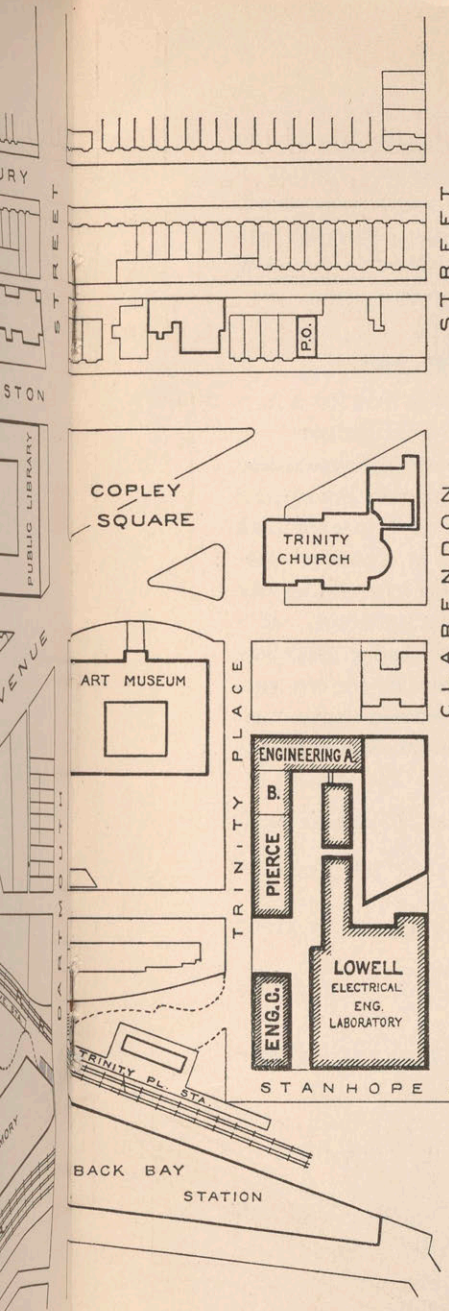 STREET
STREET
P.O.
STON
PUBLIC LIBRARY
COPLEY
SQUARE
TRINITY
CHURCH
CLARENDON
VENUE
ART MUSEUM
TRINITY PLACE
ENGINEERING A.
B.
PIERCE
DARTMOUTH
LOWELL
ELECTRICAL
ENG.
LABORATORY
ENG. C.
TRINITY PL. STA.
STANHOPE
BACK BAY
STATION